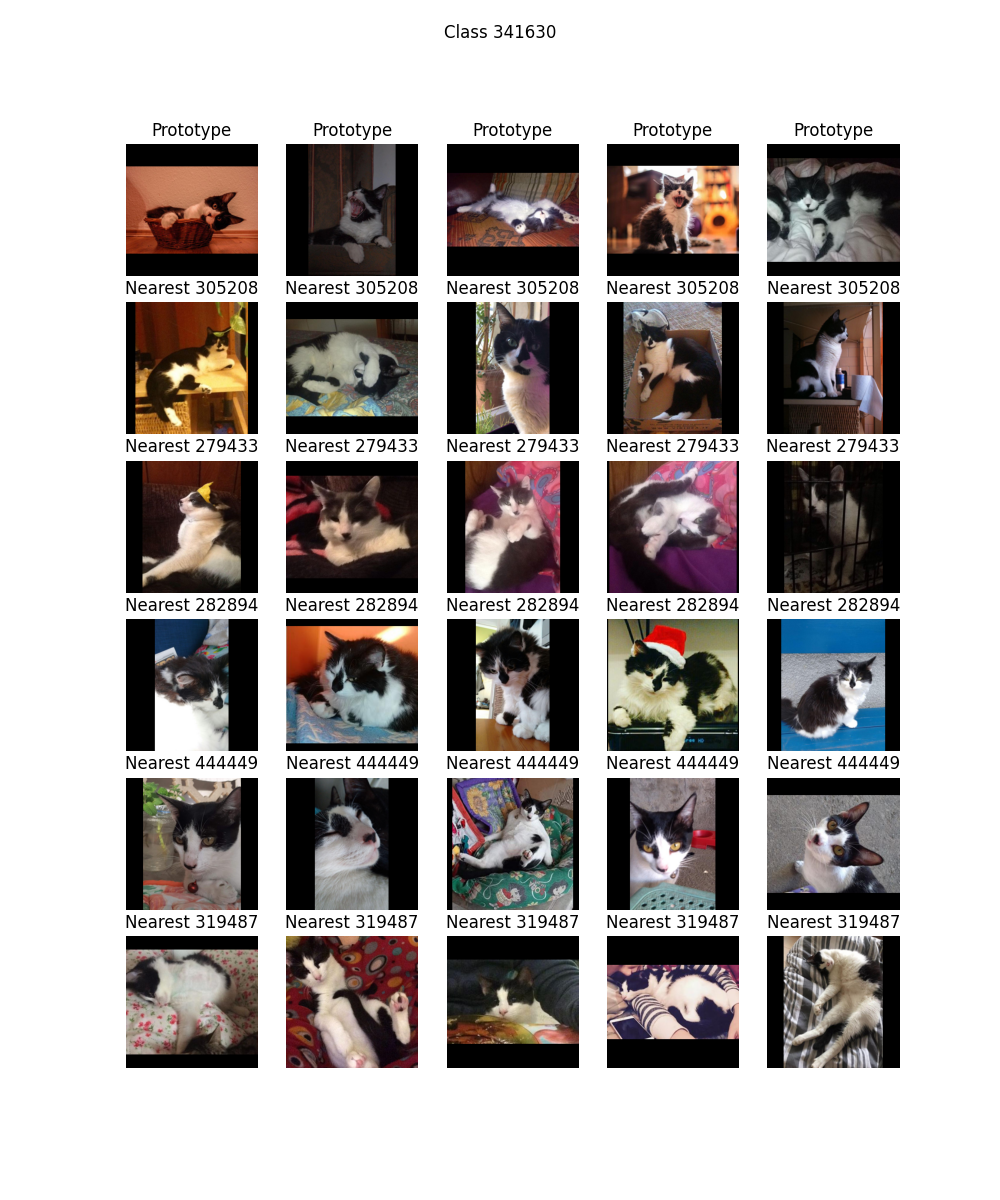 Class 341630
Prototype Prototype Prototype Prototype Prototype
Nearest 305208 Nearest 305208 Nearest 305208 Nearest 305208 Nearest 305208
Nearest 279433 Nearest 279433 Nearest 279433 Nearest 279433 Nearest 279433
Nearest 282894 Nearest 282894 Nearest 282894 Nearest 282894 Nearest 282894
Nearest 444449 Nearest 444449 Nearest 444449 Nearest 444449 Nearest 444449
Nearest 319487 Nearest 319487 Nearest 319487 Nearest 319487 Nearest 319487